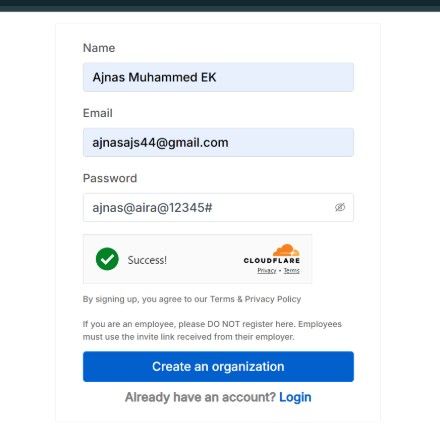 Name
Ajnas Muhammed EK
Email
ajnasajs44@gmail.com
Password
ajnas@aira@12345#
Success!
CLOUDFLARE
Privacy • Terms
By signing up, you agree to our Terms & Privacy Policy
If you are an employee, please DO NOT register here. Employees
must use the invite link received from their employer.
Create an organization
Already have an account? Login